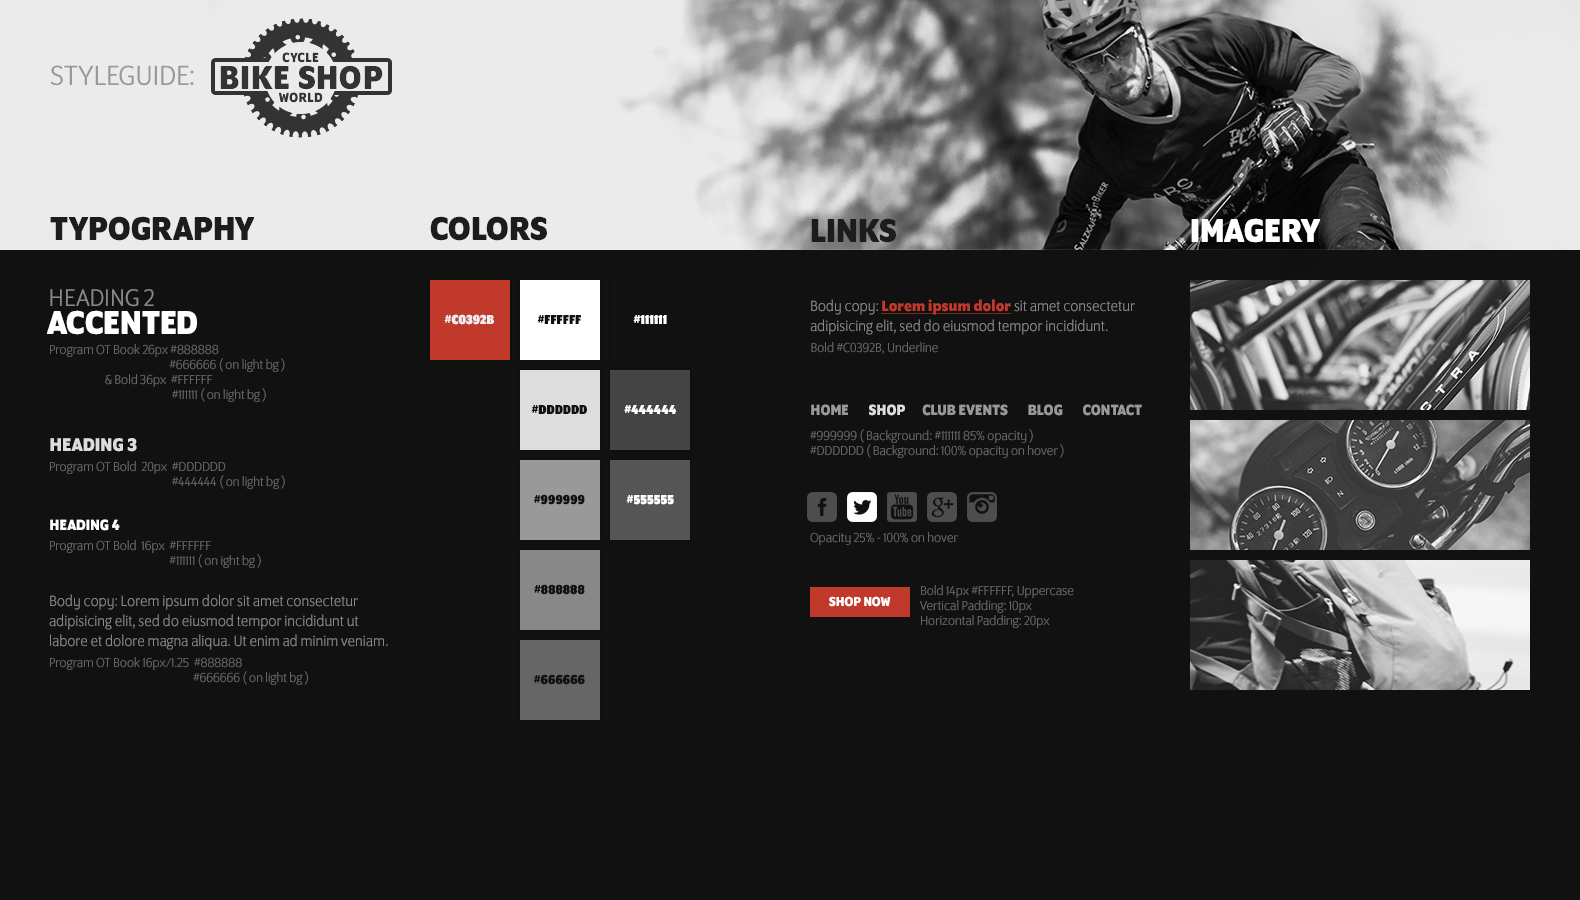 STYLEGUIDE:
CYCLE
BIKE SHOP
WORLD
TYPOGRAPHY
COLORS
LINKS
IMAGERY
HEADING 2
ACCENTED
Program OT Book 26px #888888
#666666 ( on light bg )
& Bold 36px #FFFFFF
#111111 ( on light bg )
HEADING 3
Program OT Bold 20px #DDDDDD
#444444 ( on light bg )
HEADING 4
Program OT Bold 16px #FFFFFF
#111111 ( on ight bg )
Body copy: Lorem ipsum dolor sit amet consectetur
adipisicing elit, sed do eiusmod tempor incididunt ut
labore et dolore magna aliqua. Ut enim ad minim veniam.
Program OT Book 16px/1.25 #888888
#666666 ( on light bg )
#C0392B
#FFFFFF
#111111
#DDDDDD
#444444
#999999
#555555
#888888
#666666
Body copy: Lorem ipsum dolor sit amet consectetur
adipisicing elit, sed do eiusmod tempor incididunt.
Bold #C0392B, Underline
HOME SHOP CLUB EVENTS BLOG CONTACT
#999999 ( Background: #111111 85% opacity )
#DDDDDD ( Background: 100% opacity on hover )
You
Tube
Opacity 25% - 100% on hover
SHOP NOW
Bold 14px #FFFFFF, Uppercase
Vertical Padding: 10px
Horizontal Padding: 20px